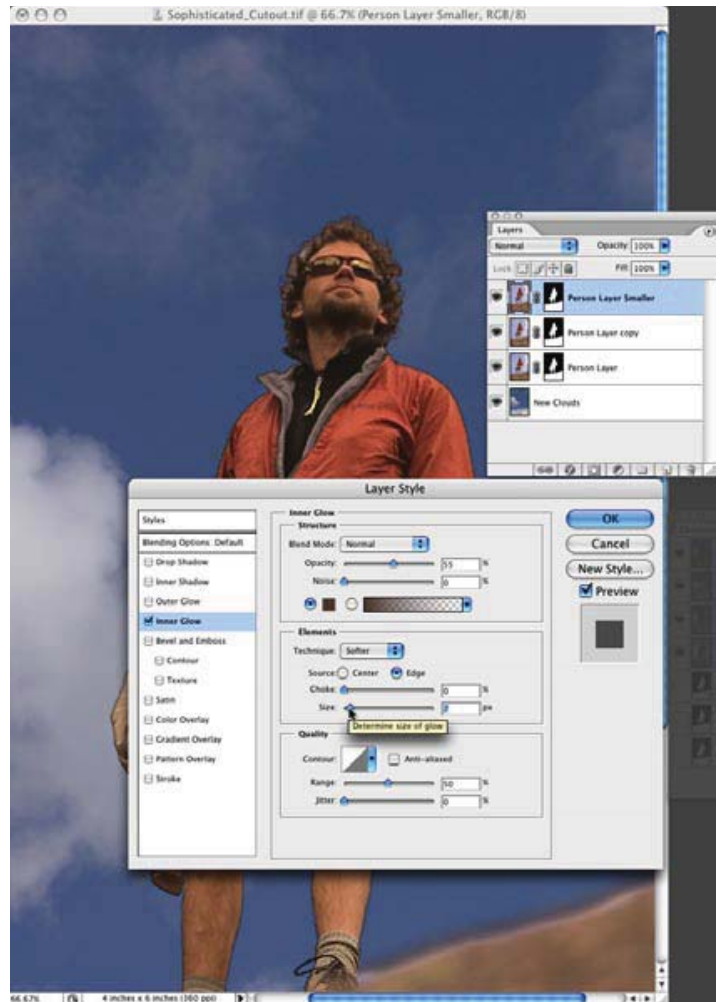 Sophisticated_Cutout.tif @ 66.7% (Person Layer Smaller, RGB/8)
Layers
Normal
Opacity: 100%
Lock:
Fill: 100%
Person Layer Smaller
Person Layer copy
Person Layer
New Clouds
Layer Style
Styles
Blending Options: Default
Drop Shadow
Inner Shadow
Outer Glow
Inner Glow
Bevel and Emboss
Contour
Texture
Satin
Color Overlay
Gradient Overlay
Pattern Overlay
Stroke
Inner Glow
Structure
Blend Mode: Normal
Opacity: 55 %
Noise: 0 %
Elements
Technique: Softer
Source: Center Edge
Choke: 0 %
Size: px
Determine size of glow
Quality
Contour: Anti-aliased
Range: 50 %
Jitter: 0 %
OK
Cancel
New Style...
Preview
66.67% 4 inches x 6 inches (360 ppi)